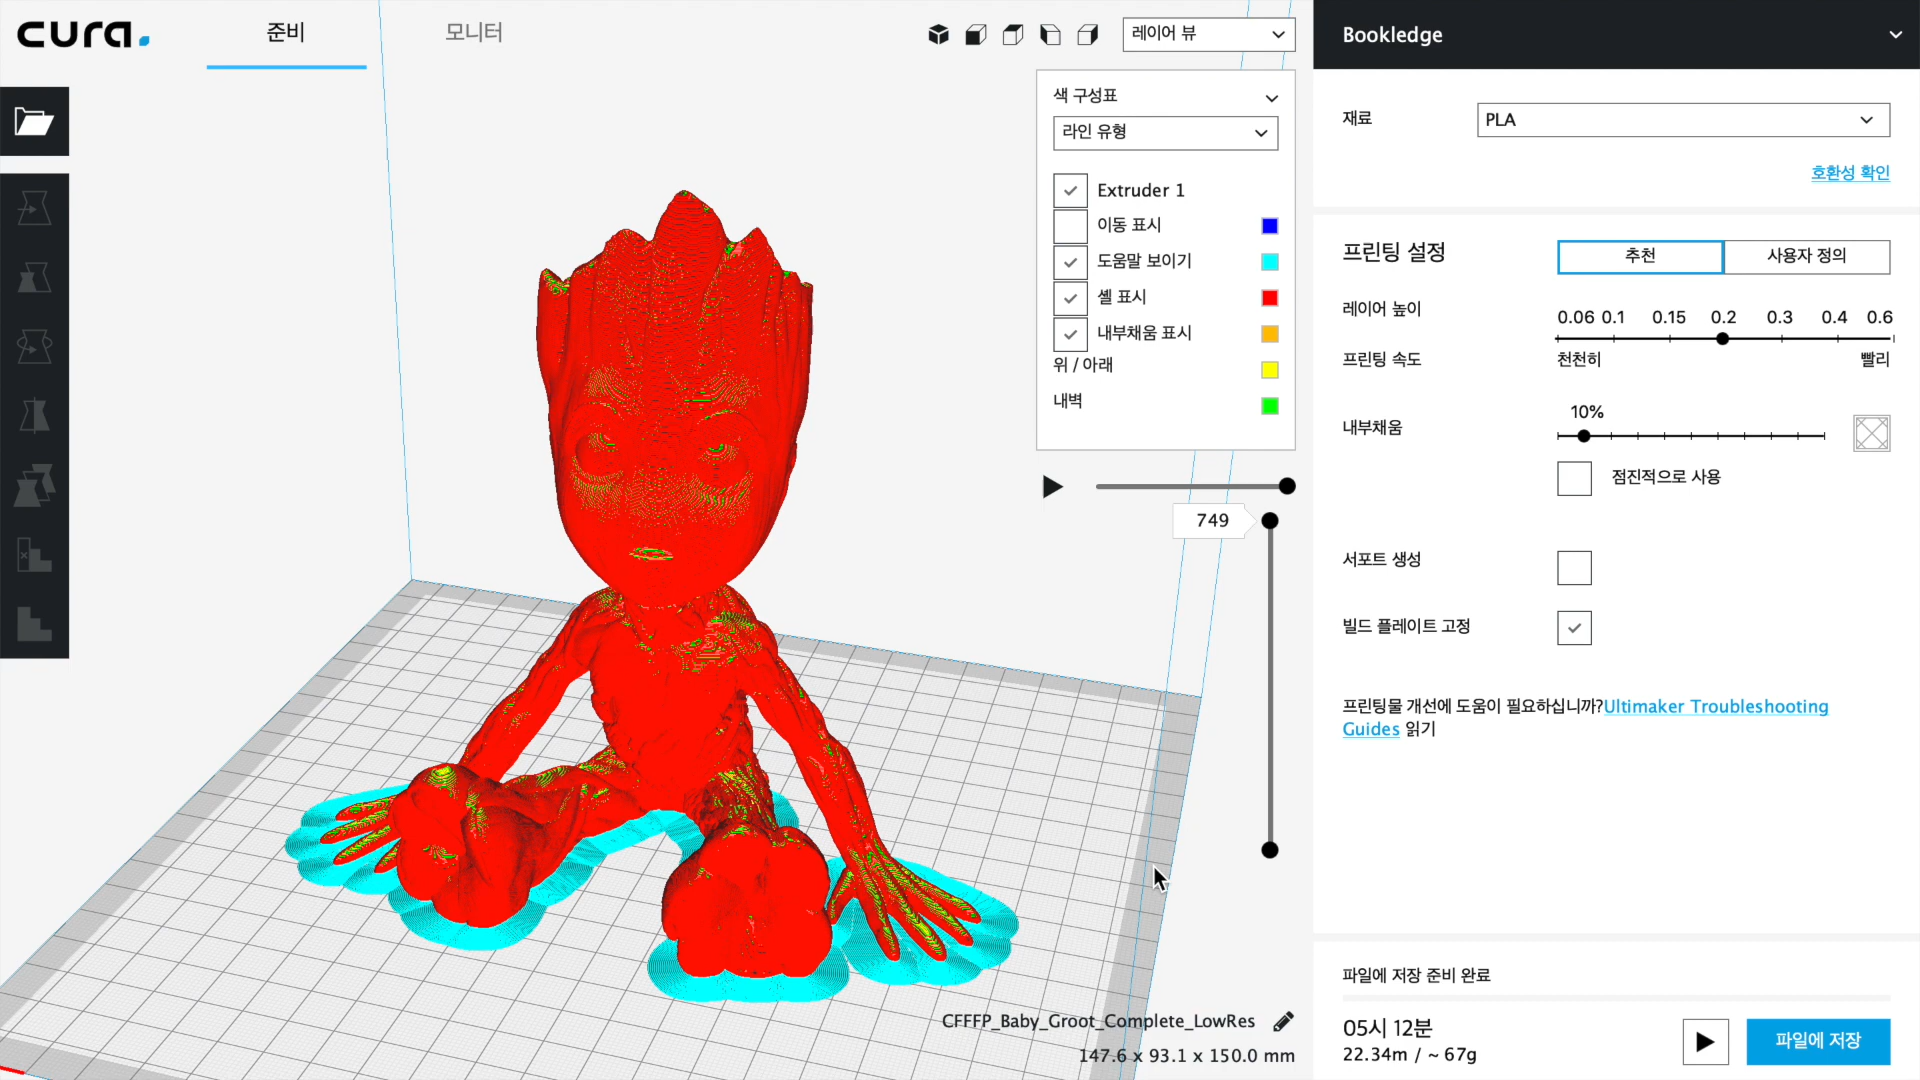 cura.
준비
모니터
레이어 뷰
Bookledge
색 구성표
라인 유형
Extruder 1
이동 표시
도움말 보이기
셸 표시
내부채움 표시
위 / 아래
내벽
749
재료
PLA
호환성 확인
프린팅 설정
추천
사용자 정의
레이어 높이
0.06 0.1 0.15 0.2 0.3 0.4 0.6
프린팅 속도
천천히
빨리
10%
내부채움
점진적으로 사용
서포트 생성
빌드 플레이트 고정
프린팅물 개선에 도움이 필요하십니까?Ultimaker Troubleshooting
Guides 읽기
CFFFP_Baby_Groot_Complete_LowRes
147.6 x 93.1 x 150.0 mm
파일에 저장 준비 완료
05시 12분
22.34m / ~ 67g
파일에 저장